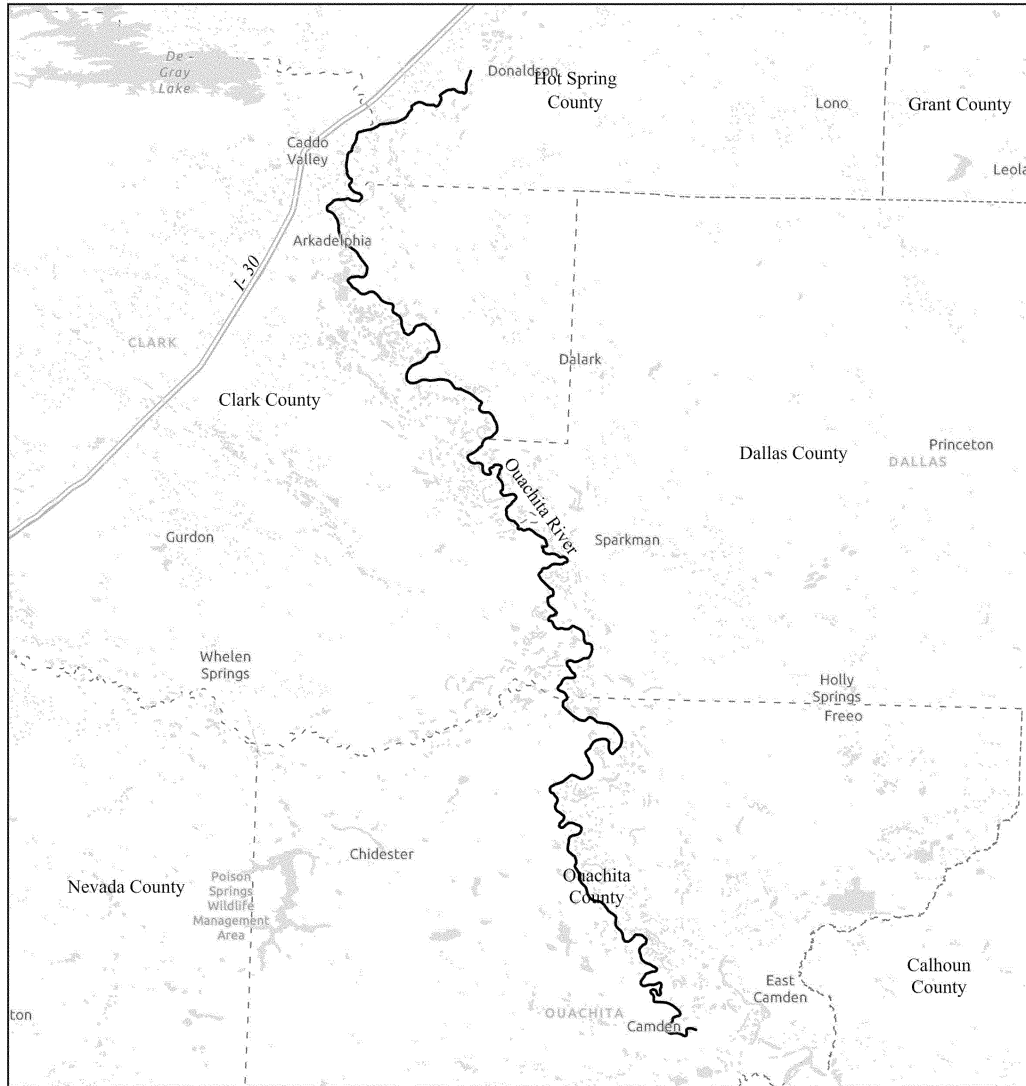 De -
Gray
Lake
Donaldson
Hot Spring
County
Lono
Grant County
Caddo
Valley
Leola
Arkadelphia
I-30
CLARK
Dalark
Clark County
Princeton
Dallas County
DALLAS
Ouachita River
Gurdon
Sparkman
Whelen
Springs
Holly
Springs
Freeo
Chidester
Nevada County
Poison
Springs
Wildlife
Management
Area
Ouachita
County
Calhoun
County
East
Camden
OUACHITA
Camden
ton